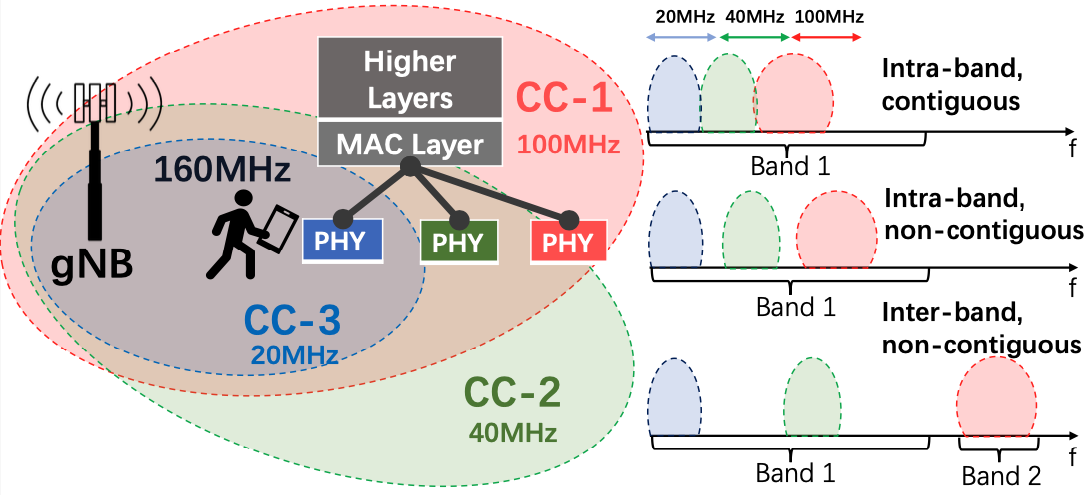 Higher
Layers
MAC Layer
CC-1
100MHz
160MHz
PHY
PHY
PHY
gNB
CC-3
20MHz
CC-2
40MHz
20MHz
40MHz
100MHz
Intra-band,
contiguous
f
Band 1
Intra-band,
non-contiguous
f
Band 1
Inter-band,
non-contiguous
f
Band 1
Band 2